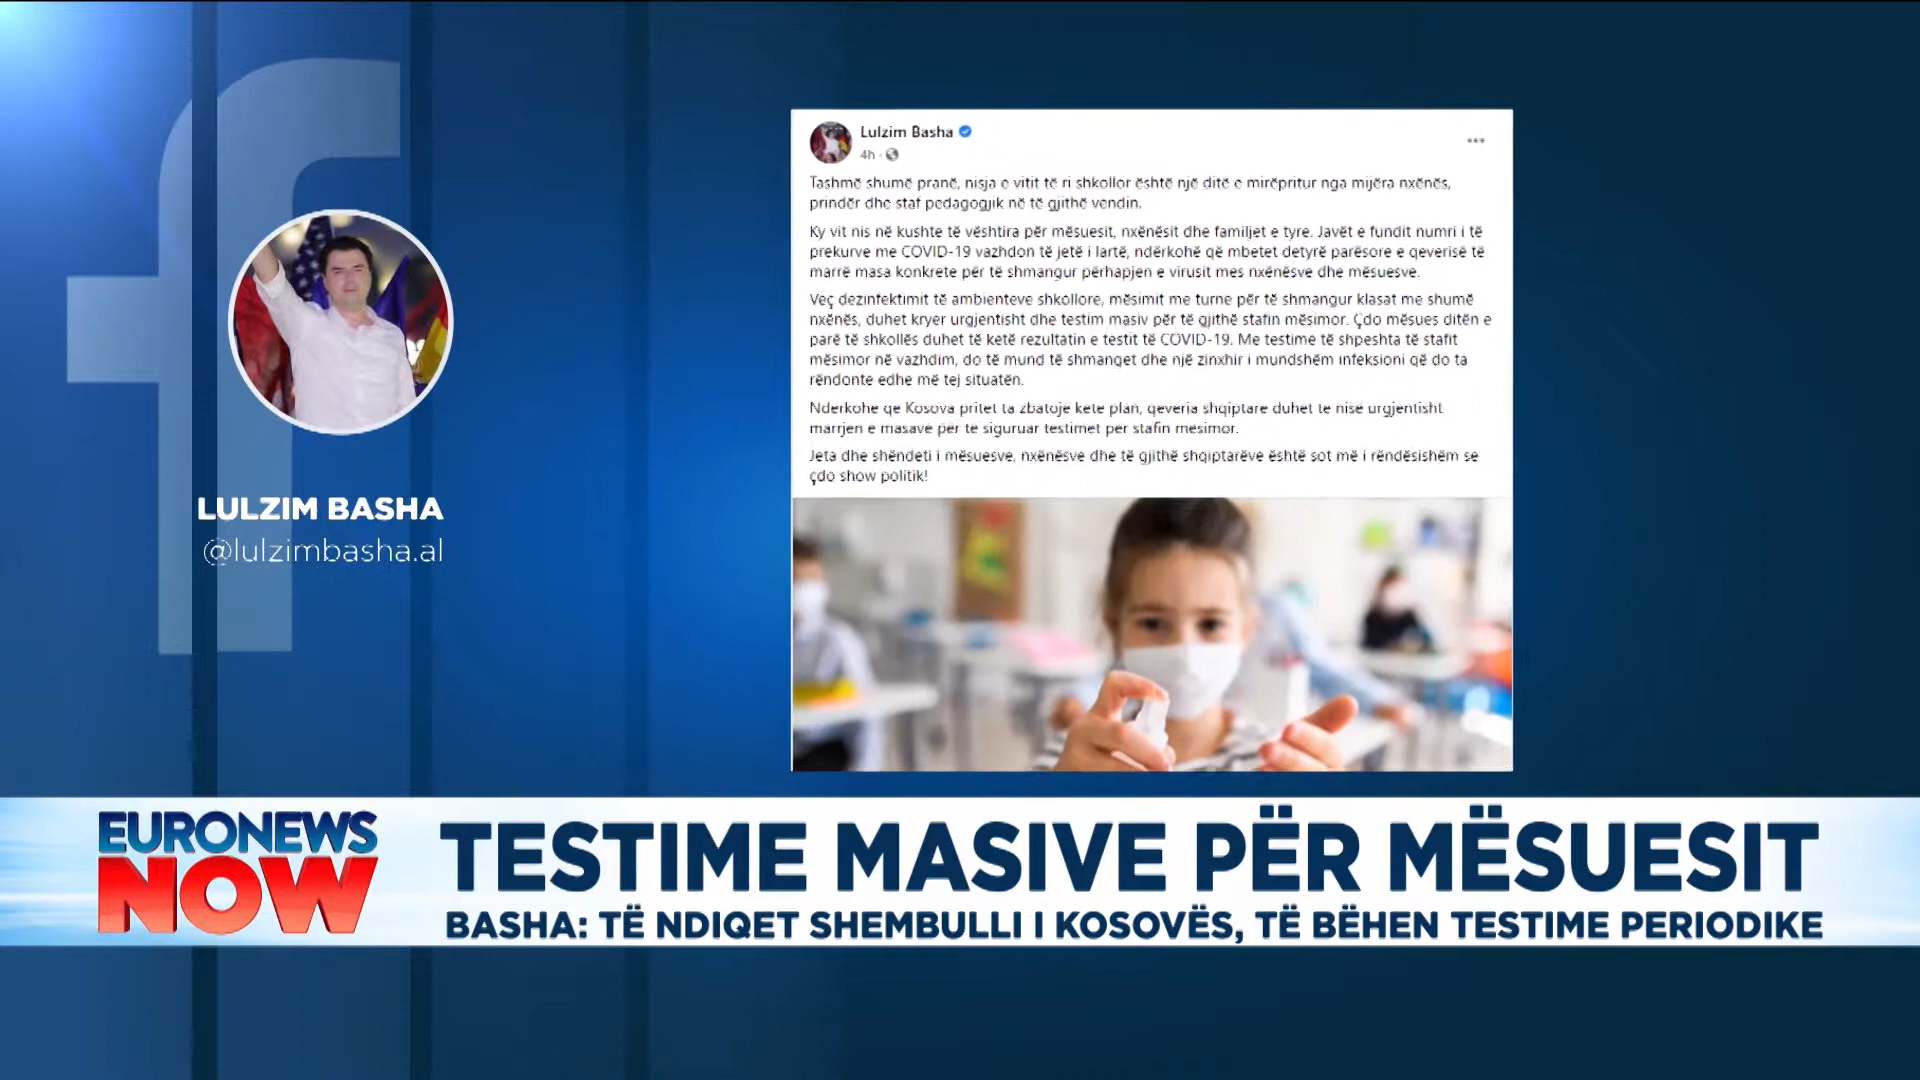 Lulzim Basha
4h ·
Tashmë shumë pranë, nisja e vitit të ri shkollor është një ditë e mirëpritur nga mijëra nxënës,
prindër dhe staf pedagogjik në të gjithë vendin.
Ky vit nis në kushte të vështira për mësuesit, nxënësit dhe familjet e tyre. Javët e fundit numri i të
prekurve me COVID-19 vazhdon të jetë i lartë, ndërkohë që mbetet detyrë parësore e qeverisë të
marrë masa konkrete për të shmangur përhapjen e virusit mes nxënësve dhe mësuesve.
Veç dezinfektimit të ambienteve shkollore, mësimit me turne për të shmangur klasat me shumë
nxënës, duhet kryer urgjentisht dhe testim masiv për të gjithë stafin mësimor. Çdo mësues ditën e
parë të shkollës duhet të ketë rezultatin e testit të COVID-19. Me testime të shpeshta të stafit
mësimor në vazhdim, do të mund të shmanget dhe një zinxhir i mundshëm infeksioni që do ta
rëndonte edhe më tej situatën.
Nderkohe qe Kosova pritet ta zbatoje kete plan, qeveria shqiptare duhet te nise urgjentisht
marrjen e masave per te siguruar testimet per stafin mesimor.
Jeta dhe shëndeti i mësuesve, nxënësve dhe të gjithë shqiptarëve është sot më i rëndësishëm se
çdo show politik!
LULZIM BASHA
@lulzimbasha.al
EURONEWS
NOW
TESTIME MASIVE PËR MËSUESIT
BASHA: TË NDIQET SHEMBULLI I KOSOVËS, TË BËHEN TESTIME PERIODIKE